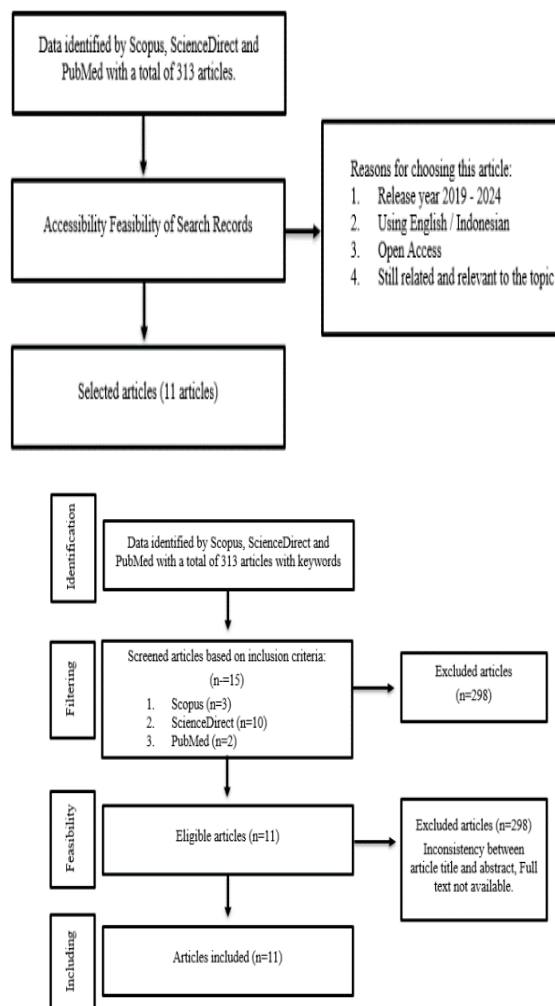 Data identified by Scopus, ScienceDirect and
PubMed with a total of 313 articles.
Accessibility Feasibility of Search Records
Reasons for choosing this article:
1. Release year 2019 - 2024
2. Using English / Indonesian
3. Open Access
4. Still related and relevant to the topic
Selected articles (11 articles)
Identification
Data identified by Scopus, ScienceDirect and
PubMed with a total of 313 articles with keywords
Filtering
Screened articles based on inclusion criteria:
(n-=15)
1. Scopus (n=3)
2. ScienceDirect (n=10)
3. PubMed (n=2)
Excluded articles
(n=298)
Feasibility
Eligible articles (n=11)
Excluded articles (n=298)
Inconsistency between
article title and abstract, Full
text not available.
Including
Articles included (n=11)